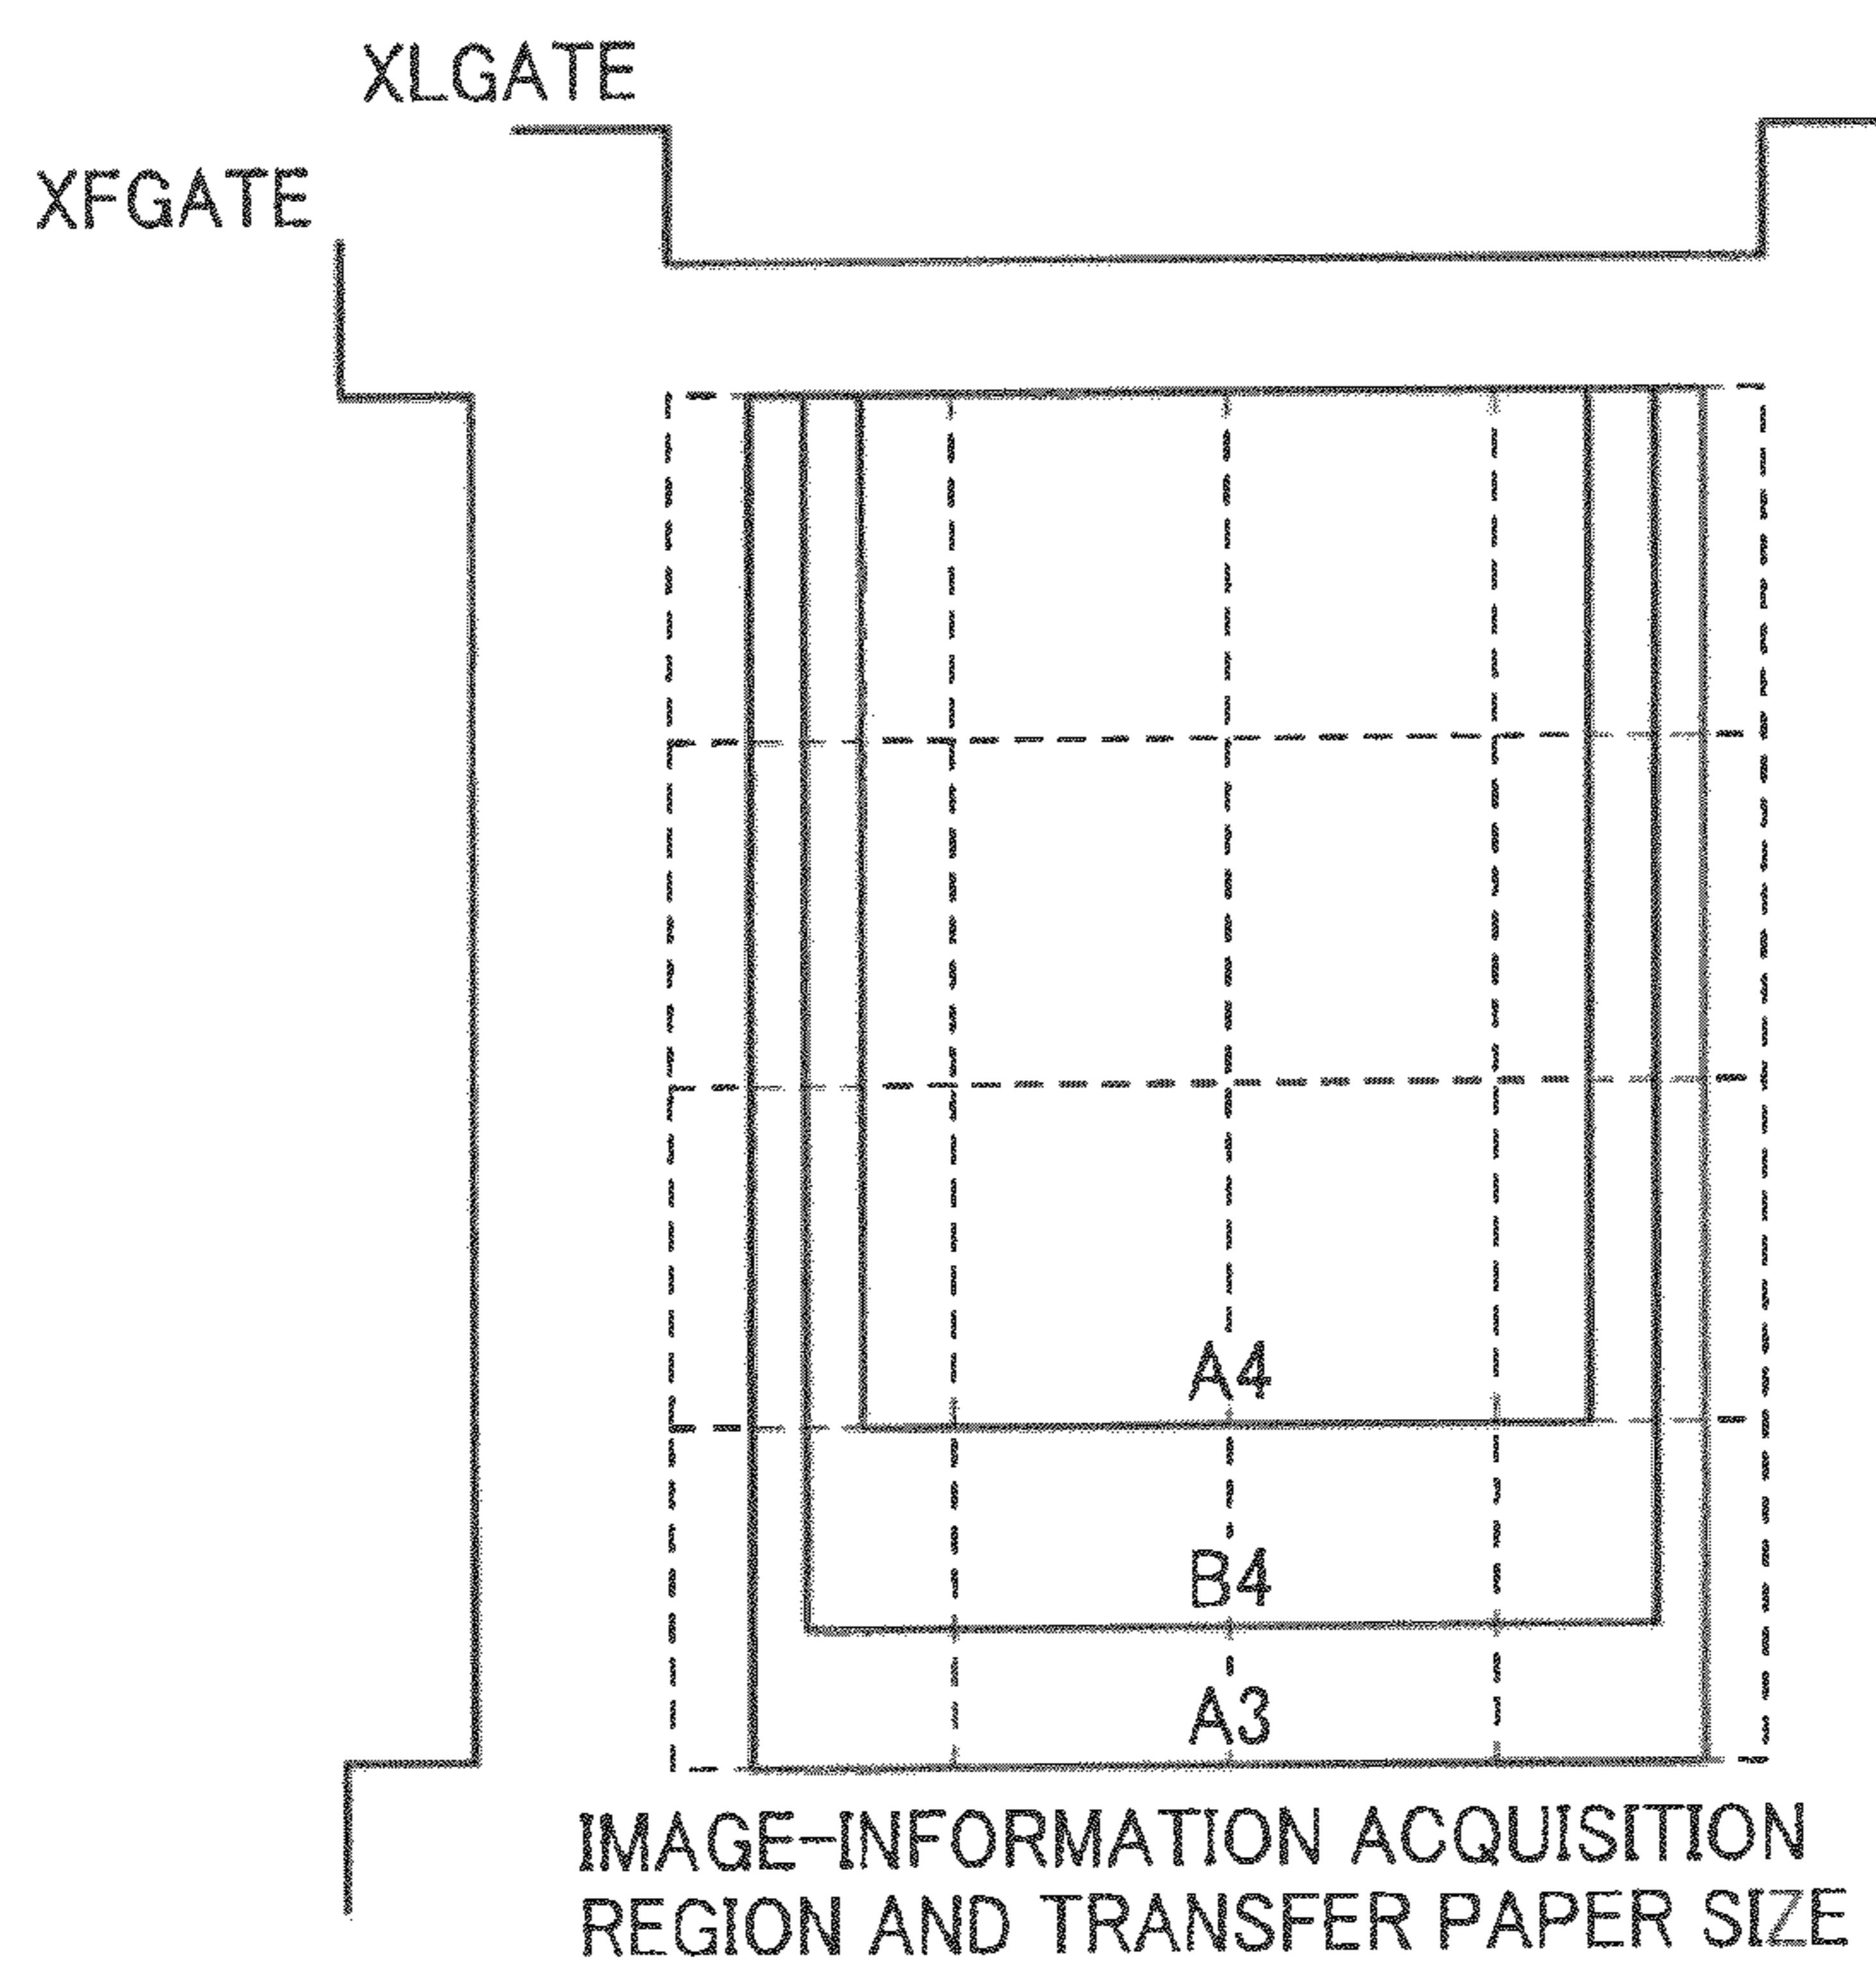 XLGATE
XFGATE
A4
B4
A3
IMAGE-INFORMATION ACQUISITION
REGION AND TRANSFER PAPER SIZE